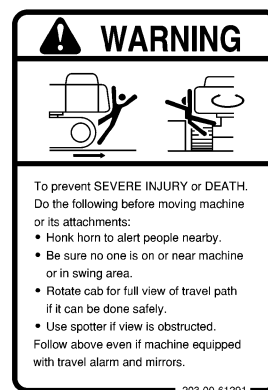 WARNING
To prevent SEVERE INJURY or DEATH.
Do the following before moving machine
or its attachments:
• Honk horn to alert people nearby.
• Be sure no one is on or near machine
or in swing area.
• Rotate cab for full view of travel path
if it can be done safely.
• Use spotter if view is obstructed.
Follow above even if machine equipped
with travel alarm and mirrors.
203-00-61291